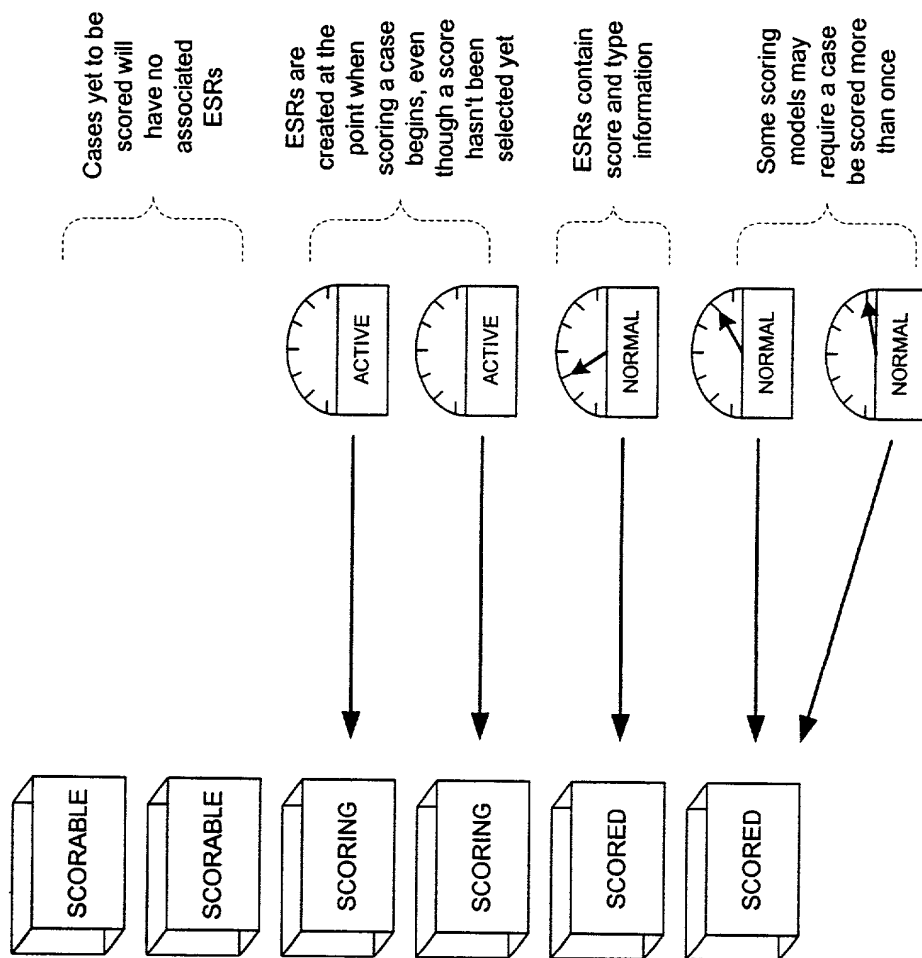 SCORABLE
SCORABLE
SCORING
SCORING
SCORED
SCORED
ACTIVE
ACTIVE
NORMAL
NORMAL
NORMAL
Cases yet to be
scored will
have no
associated
ESRs
ESRs are
created at the
point when
scoring a case
begins, even
though a score
hasn't been
selected yet
ESRs contain
score and type
information
Some scoring
models may
require a case
be scored more
than once